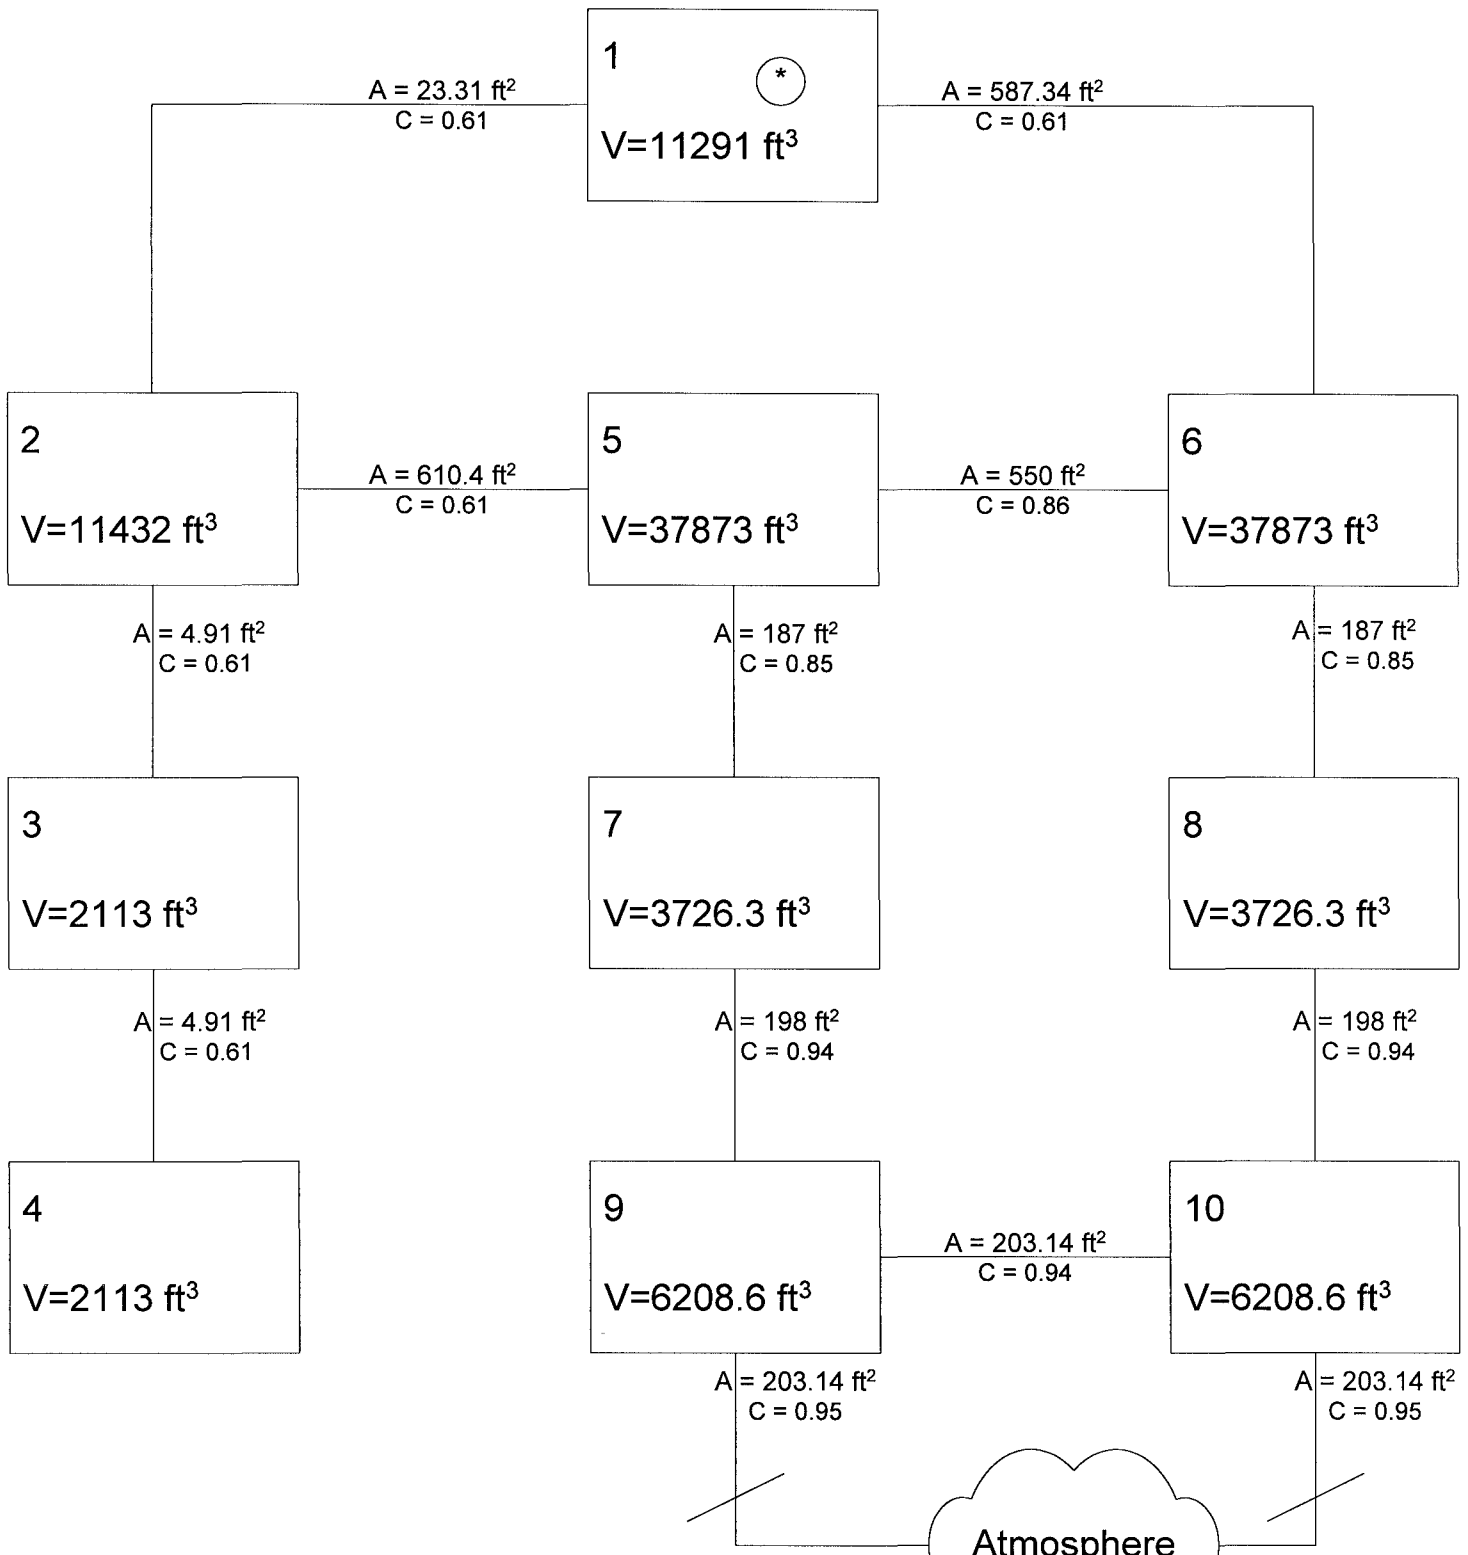 1
*
V=11291 ft³
A = 23.31 ft²
C = 0.61
A = 587.34 ft²
C = 0.61
2
V=11432 ft³
A = 610.4 ft²
C = 0.61
5
V=37873 ft³
A = 550 ft²
C = 0.86
6
V=37873 ft³
A = 4.91 ft²
C = 0.61
A = 187 ft²
C = 0.85
A = 187 ft²
C = 0.85
3
V=2113 ft³
7
V=3726.3 ft³
8
V=3726.3 ft³
A = 4.91 ft²
C = 0.61
A = 198 ft²
C = 0.94
A = 198 ft²
C = 0.94
4
V=2113 ft³
9
V=6208.6 ft³
A = 203.14 ft²
C = 0.94
10
V=6208.6 ft³
A = 203.14 ft²
C = 0.95
A = 203.14 ft²
C = 0.95
Atmosphere